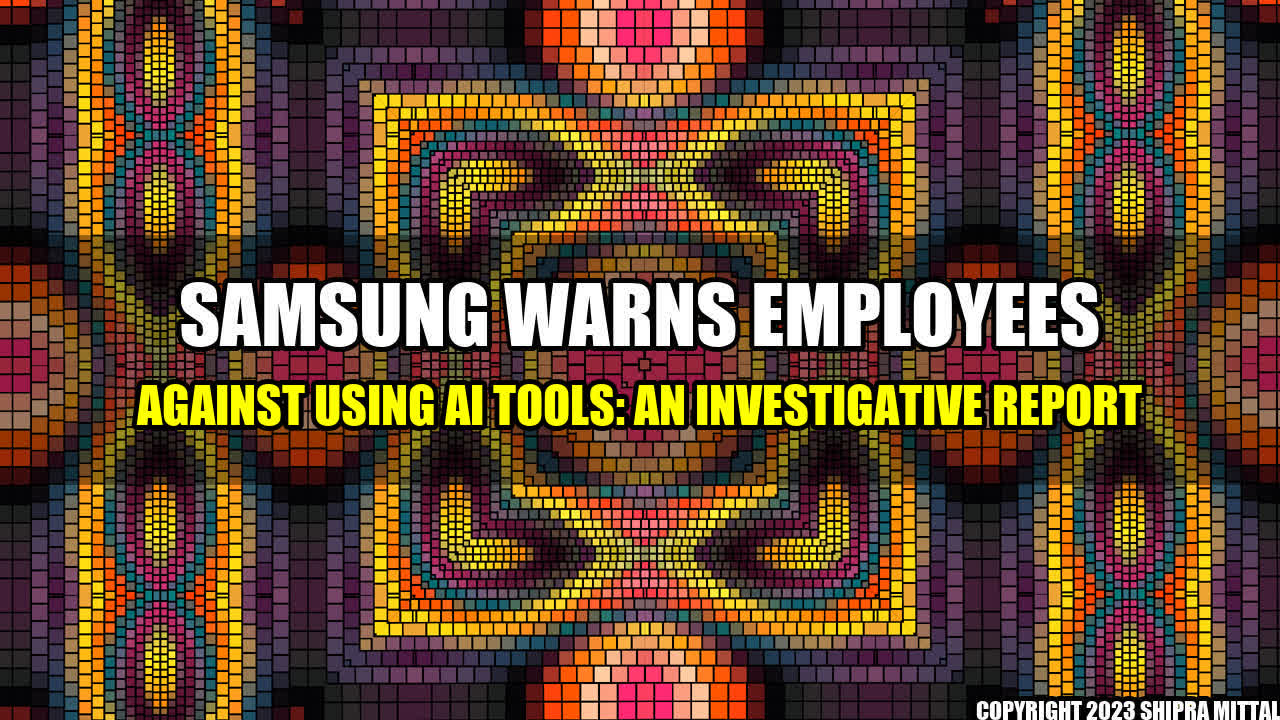 SAMSUNG WARNS EMPLOYEES
AGAINST USING AI TOOLS: AN INVESTIGATIVE REPORT
COPYRIGHT 2023 SHIPRA MITTAL